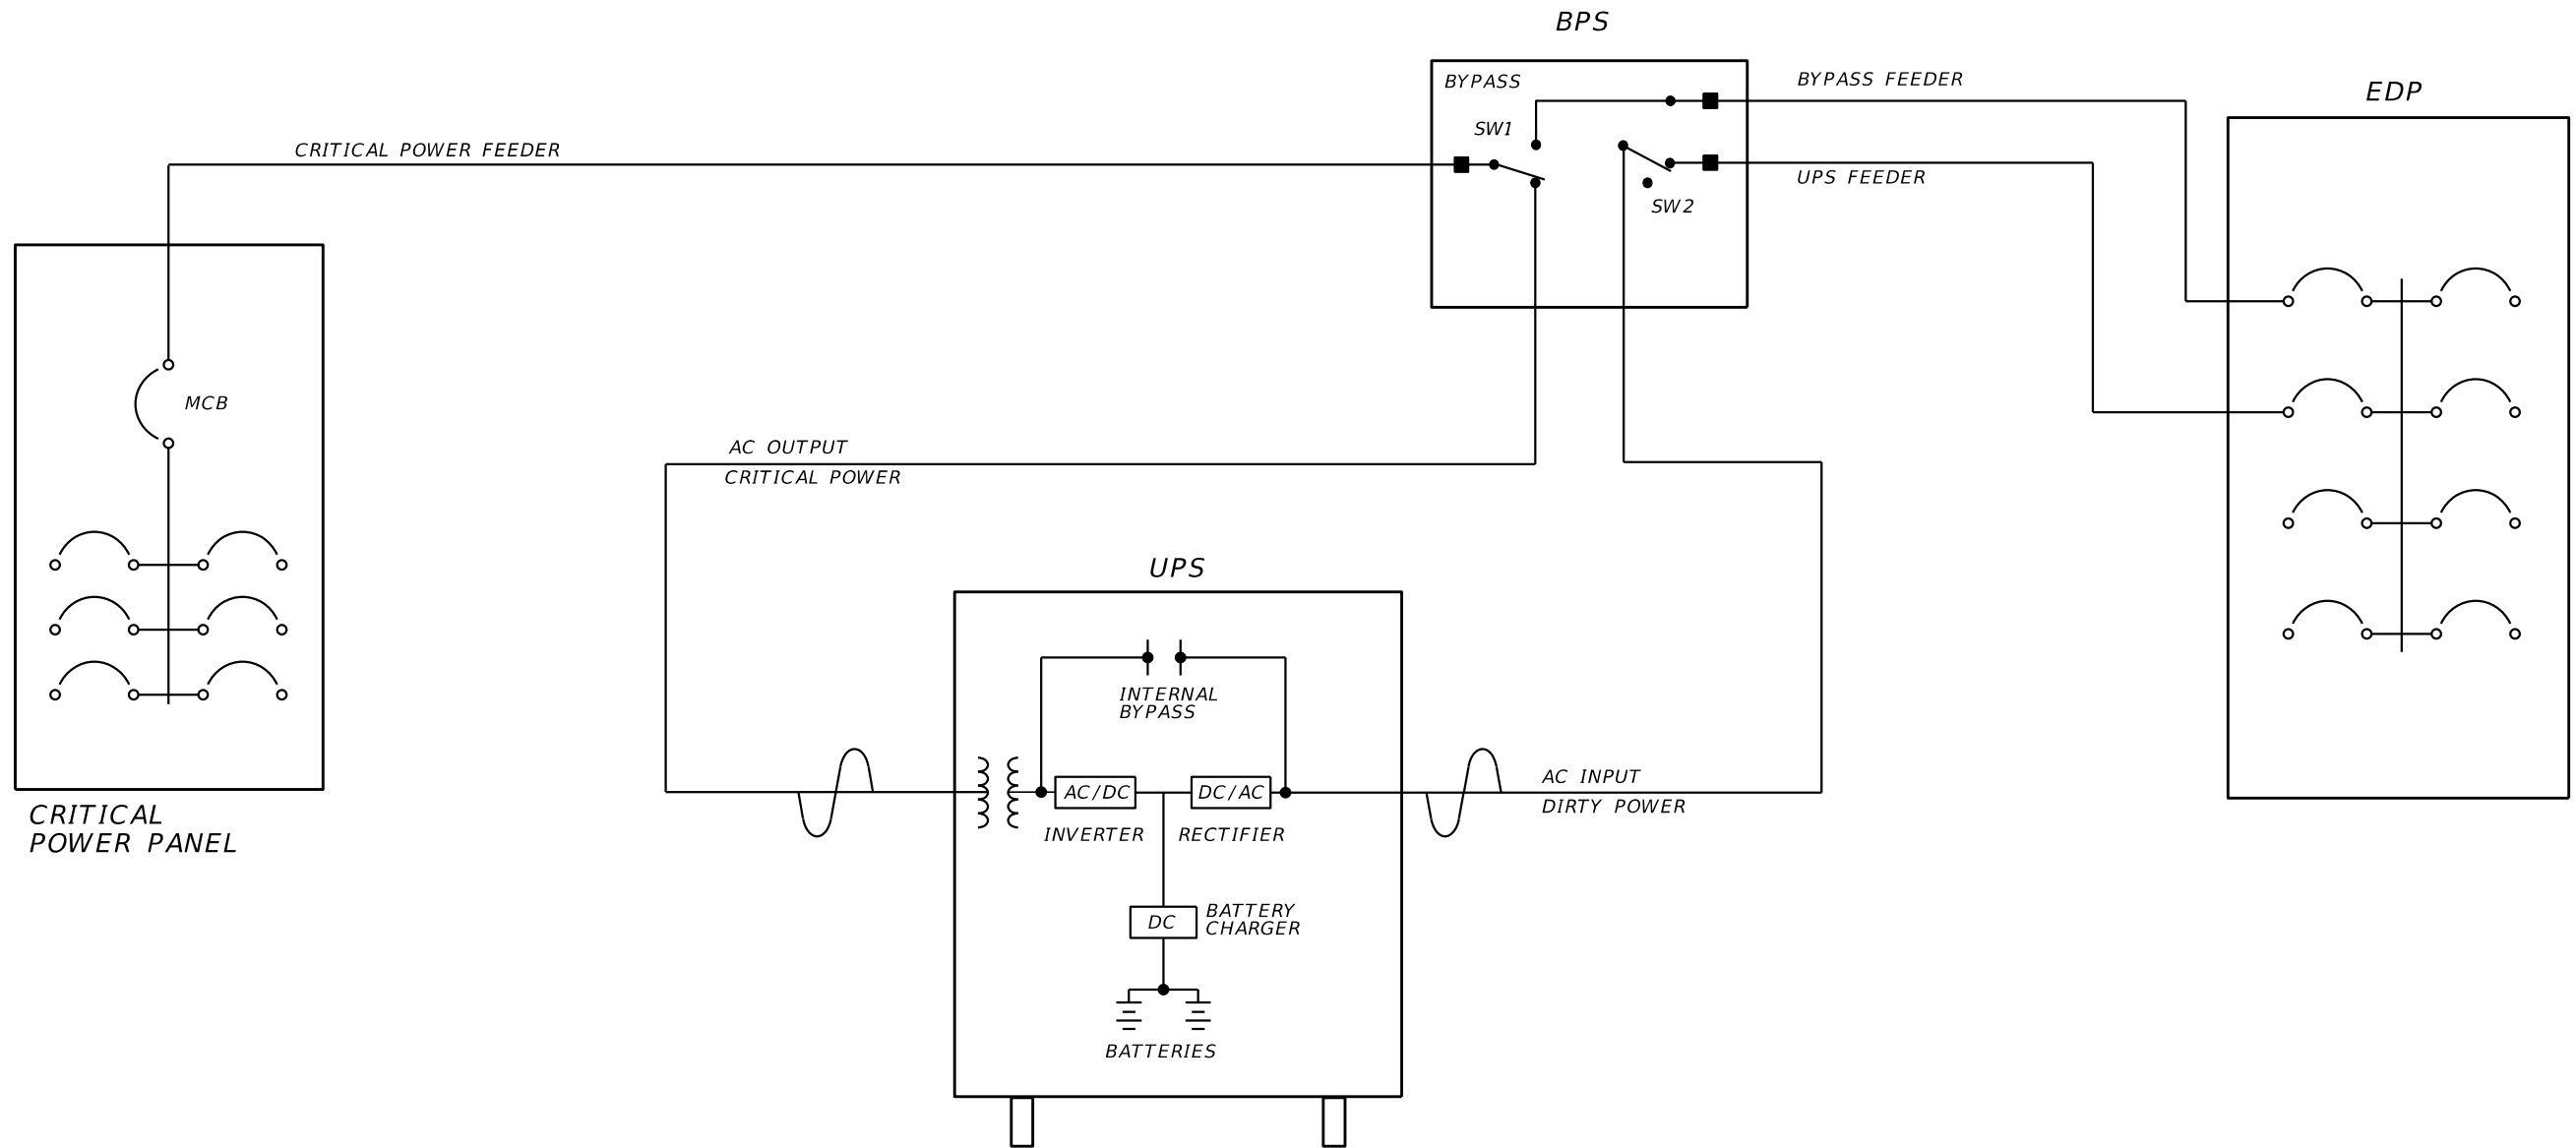 BPS
BYPASS
BYPASS FEEDER
EDP
SW1
CRITICAL POWER FEEDER
UPS FEEDER
SW2
MCB
AC OUTPUT
CRITICAL POWER
UPS
INTERNAL
BYPASS
AC INPUT
DIRTY POWER
AC/DC
DC/AC
INVERTER
RECTIFIER
CRITICAL
POWER PANEL
DC
BATTERY
CHARGER
BATTERIES